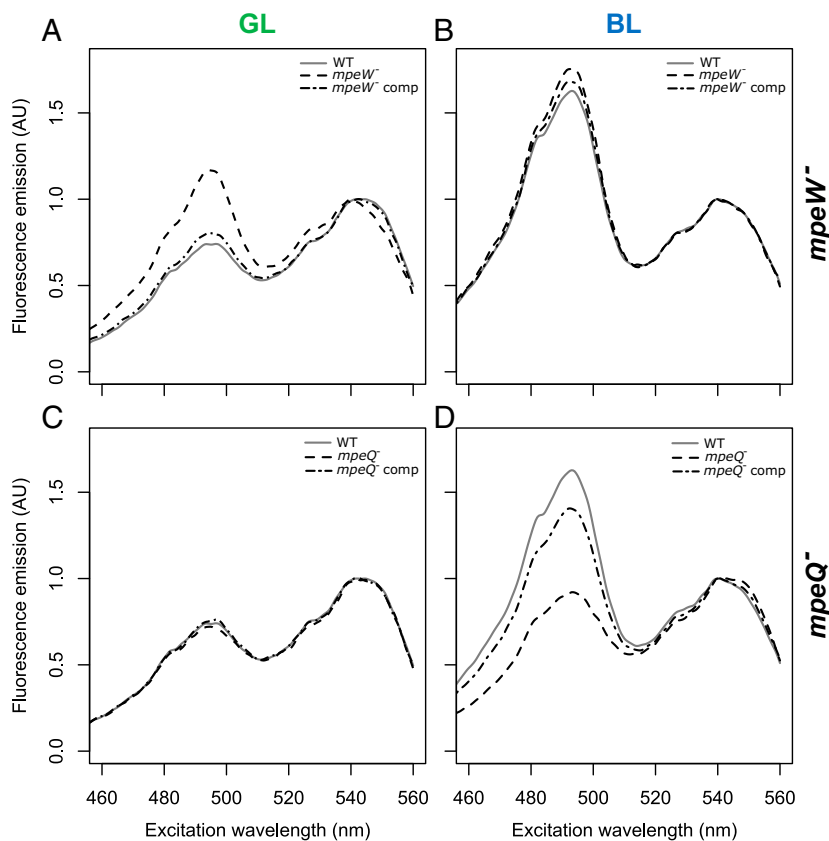 A
GL
B
BL
WT
mpeW-
mpeW- comp
WT
mpeW-
mpeW- comp
Fluorescence emission (AU)
0.0
0.5
1.0
1.5
mpeW-
C
D
WT
mpeQ-
mpeQ- comp
WT
mpeQ-
mpeQ- comp
Fluorescence emission (AU)
0.0
0.5
1.0
1.5
mpeQ-
460 480 500 520 540 560
460 480 500 520 540 560
Excitation wavelength (nm)
Excitation wavelength (nm)